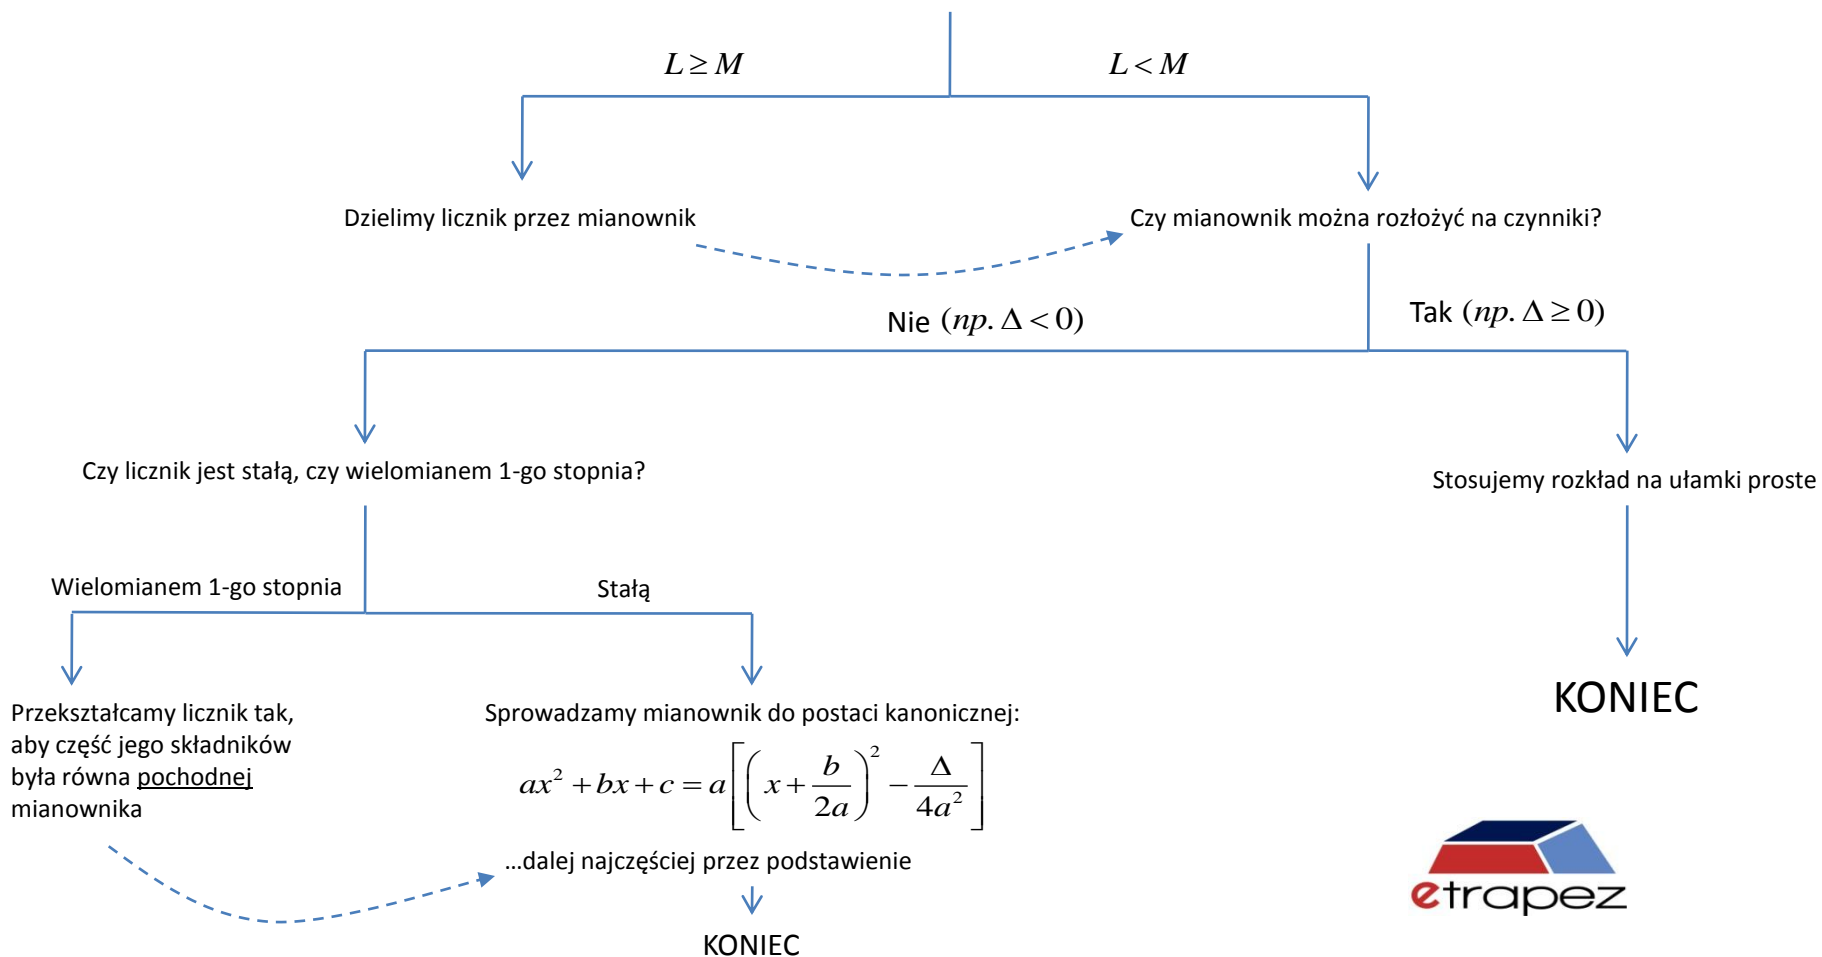 L ≥ M
L < M
Dzielimy licznik przez mianownik
Czy mianownik można rozłożyć na czynniki?
Nie (np. Δ < 0)
Tak (np. Δ ≥ 0)
Czy licznik jest stałą, czy wielomianem 1-go stopnia?
Stosujemy rozkład na ułamki proste
Wielomianem 1-go stopnia
Stałą
KONIEC
Przekształcamy licznik tak,
aby część jego składników
była równa pochodnej
mianownika
Sprowadzamy mianownik do postaci kanonicznej:
ax² + bx + c = a[(x + b/2a)² − Δ/4a²]
...dalej najczęściej przez podstawienie
KONIEC
etrapez